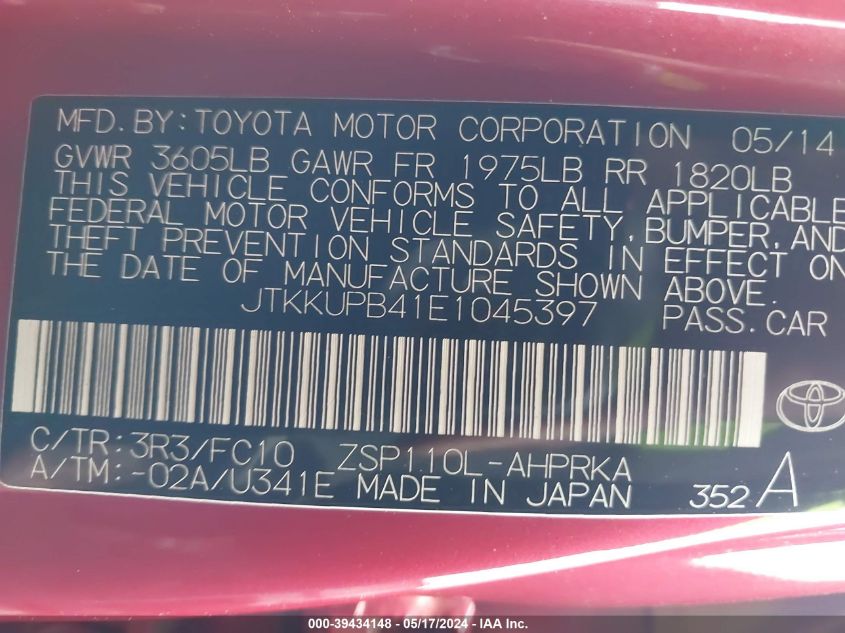 MFD.BY:TOYOTA MOTOR CORPORATION 05/14
GVWR 3605LB GAWR FR 1975LB RR 1820LB
THIS VEHICLE CONFORMS TO ALL APPLICABLE
FEDERAL MOTOR VEHICLE SAFETY,BUMPER,AND
THEFT PREVENTION STANDARDS IN EFFECT ON
THE DATE OF MANUFACTURE SHOWN ABOVE.
JTKKUPB41E1045397 PASS.CAR
C/TR:3R3/FC10 ZSP110L-AHPRKA
A/TM:-02A/U341E MADE IN JAPAN 352A
000-39434148 - 05/17/2024 - IAA Inc.